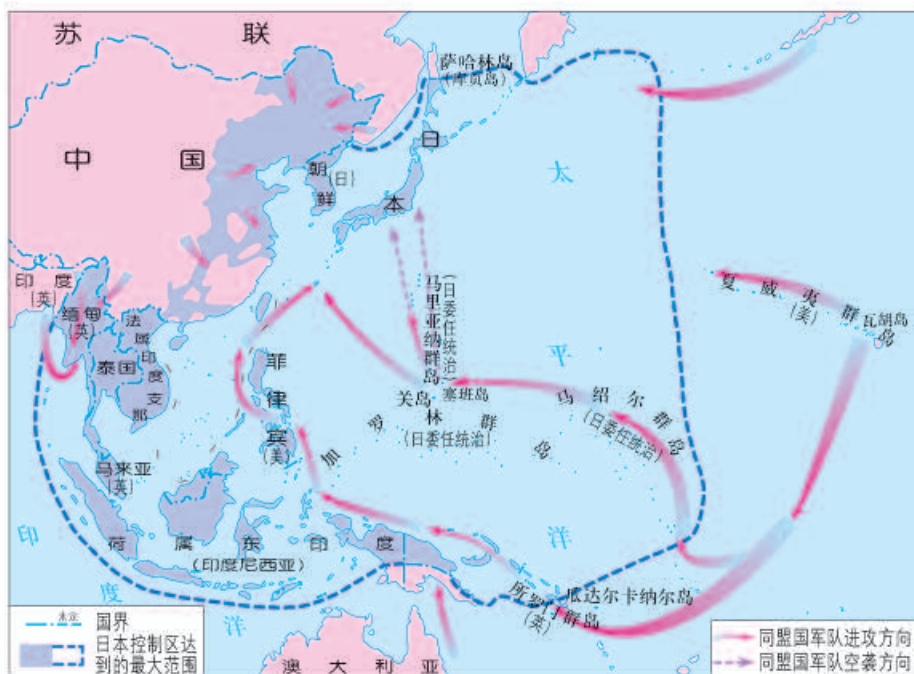 苏 联
萨哈林岛
(库页岛)
中 国
日
本
朝
鲜
(日)
太
平
洋
印 度
(英)
缅甸
(英)
法
属
印
度
支
那
泰国
菲
律
宾
(美)
马里亚纳群岛
(日委任统治)
夏 威 夷 群 岛
(美)
瓦胡岛
关岛
塞班岛
加 罗 林 群 岛
(日委任统治)
马 绍 尔 群 岛
(日委任统治)
马来亚
(英)
荷 属 东 印 度
(印度尼西亚)
印
度
洋
所罗门群岛
(英)
瓜达尔卡纳尔岛
澳 大 利 亚
未定
国界
日本控制区达
到的最大范围
同盟国军队进攻方向
同盟国军队空袭方向